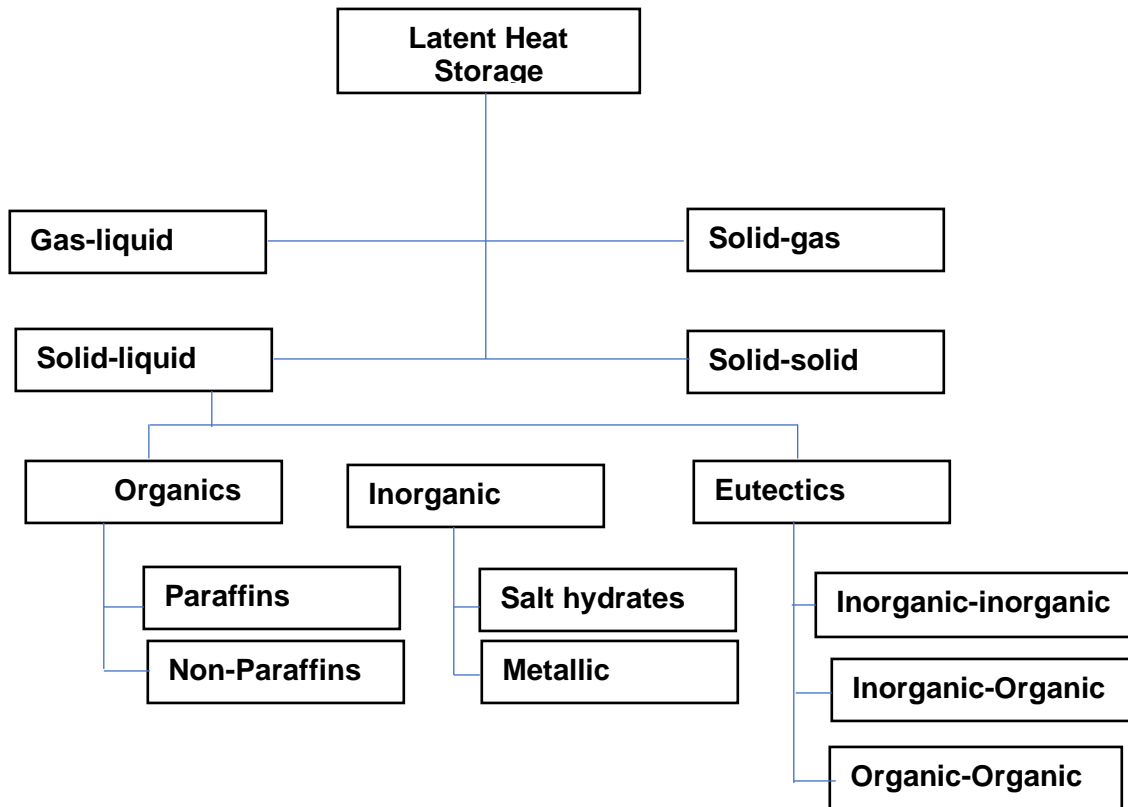 Latent Heat
Storage
Gas-liquid
Solid-gas
Solid-liquid
Solid-solid
Organics
Inorganic
Eutectics
Paraffins
Salt hydrates
Inorganic-inorganic
Non-Paraffins
Metallic
Inorganic-Organic
Organic-Organic